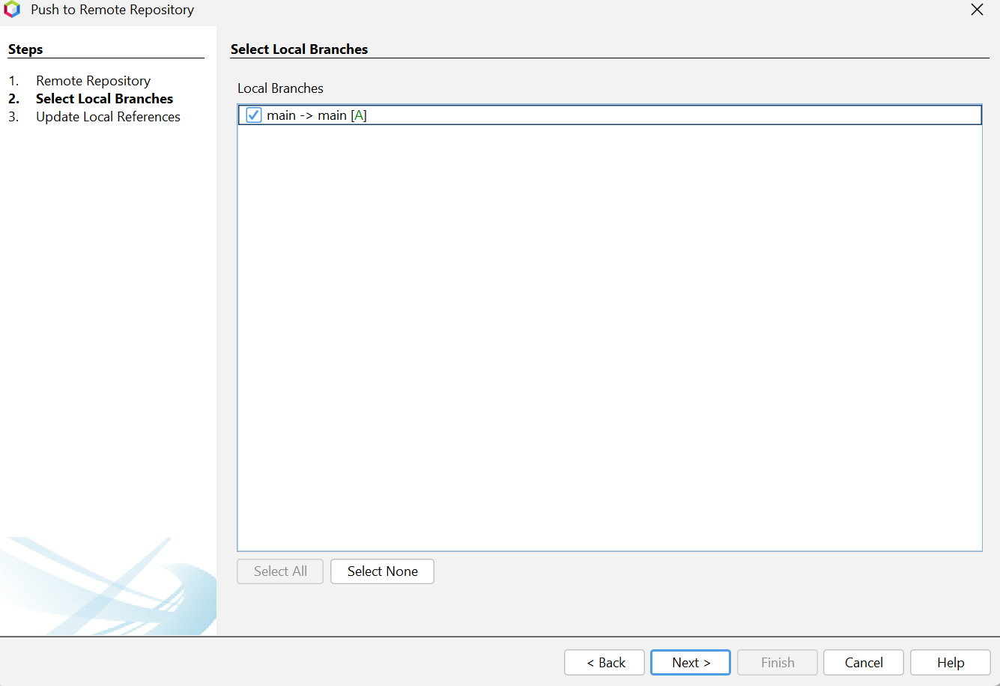 Push to Remote Repository
Steps
1. Remote Repository
2. Select Local Branches
3. Update Local References
Select Local Branches
Local Branches
main -> main [A]
Select All
Select None
< Back
Next >
Finish
Cancel
Help